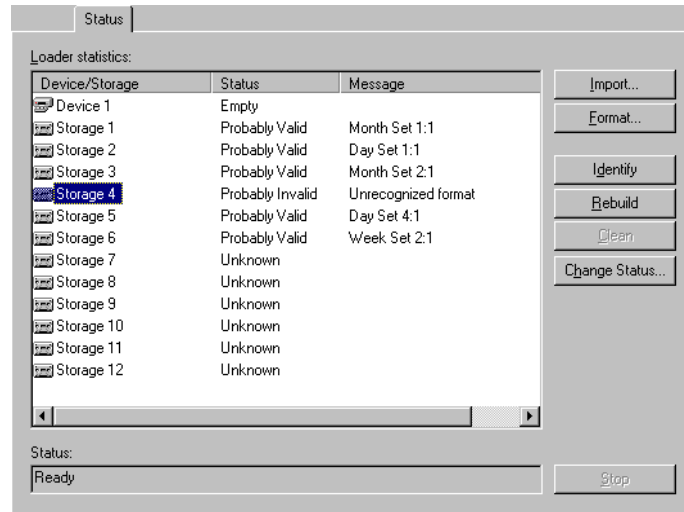 Status
Loader statistics:
Device/Storage Status Message
Device 1 Empty
Storage 1 Probably Valid Month Set 1:1
Storage 2 Probably Valid Day Set 1:1
Storage 3 Probably Valid Month Set 2:1
Storage 4 Probably Invalid Unrecognized format
Storage 5 Probably Valid Day Set 4:1
Storage 6 Probably Valid Week Set 2:1
Storage 7 Unknown
Storage 8 Unknown
Storage 9 Unknown
Storage 10 Unknown
Storage 11 Unknown
Storage 12 Unknown
Import...
Format...
Identify
Rebuild
Clean
Change Status...
Status:
Ready
Stop